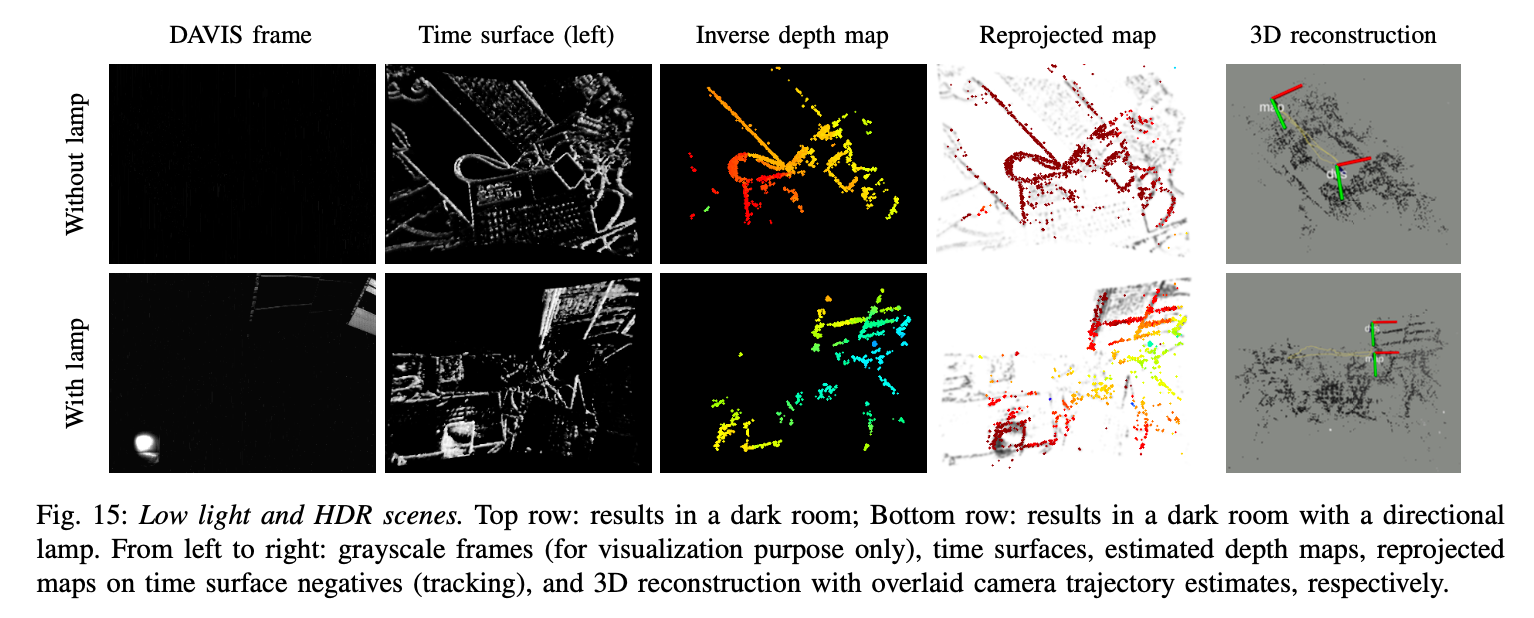 DAVIS frame
Time surface (left)
Inverse depth map
Reprojected map
3D reconstruction
Without lamp
map
dvs
With lamp
map
Fig. 15: Low light and HDR scenes. Top row: results in a dark room; Bottom row: results in a dark room with a directional
lamp. From left to right: grayscale frames (for visualization purpose only), time surfaces, estimated depth maps, reprojected
maps on time surface negatives (tracking), and 3D reconstruction with overlaid camera trajectory estimates, respectively.